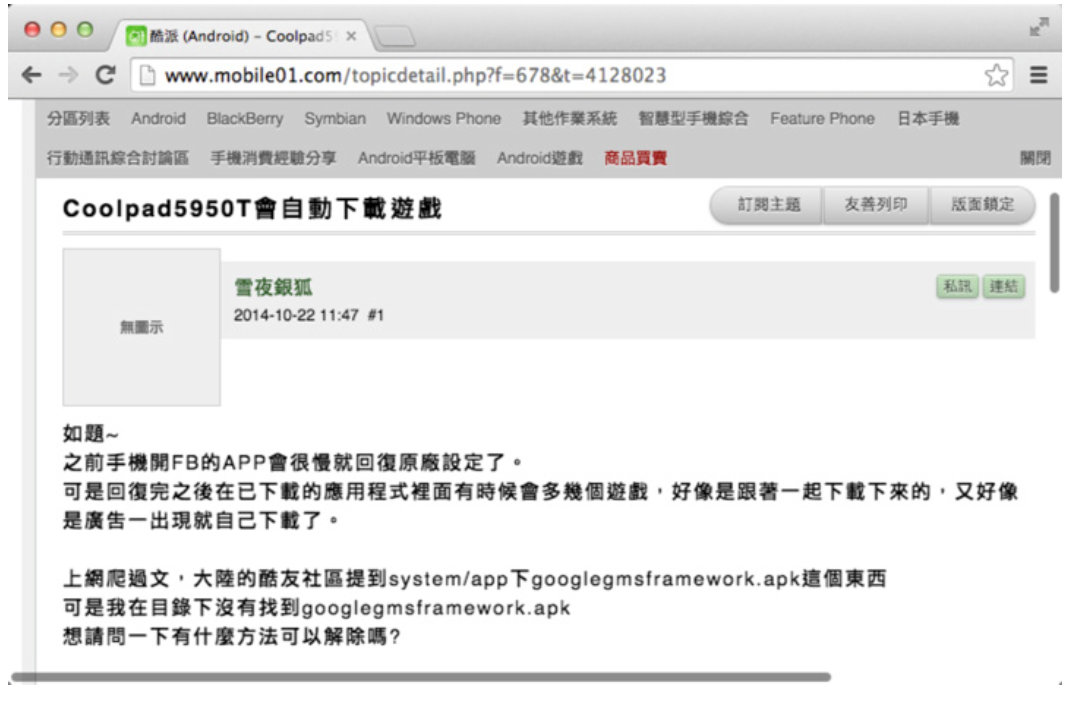 酷派 (Android) – Coolpad5
www.mobile01.com/topicdetail.php?f=678&t=4128023
分區列表 Android BlackBerry Symbian Windows Phone 其他作業系統 智慧型手機綜合 Feature Phone 日本手機
行動通訊綜合討論區 手機消費經驗分享 Android平板電腦 Android遊戲 商品買賣 關閉
Coolpad5950T會自動下載遊戲 訂閱主題 友善列印 版面鎖定
雪夜銀狐 私訊 連結
2014-10-22 11:47 #1
無圖示
如題~
之前手機開FB的APP會很慢就回復原廠設定了。
可是回復完之後在已下載的應用程式裡面有時候會多幾個遊戲，好像是跟著一起下載下來的，又好像
是廣告一出現就自己下載了。
上網爬過文，大陸的酷友社區提到system/app下googlegmsframework.apk這個東西
可是我在目錄下沒有找到googlegmsframework.apk
想請問一下有什麼方法可以解除嗎?